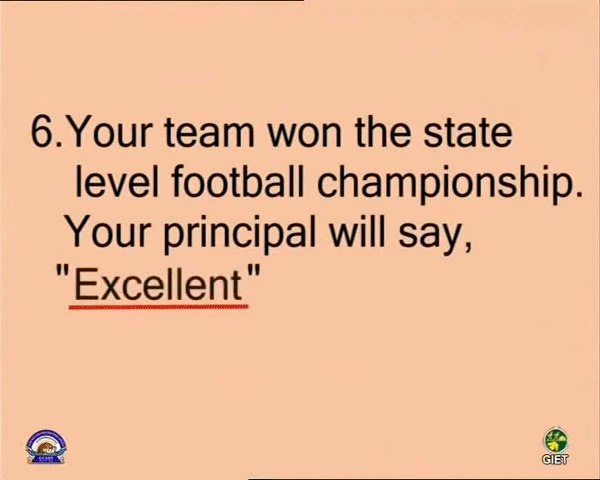 6.Your team won the state
level football championship.
Your principal will say,
"Excellent"
GIET